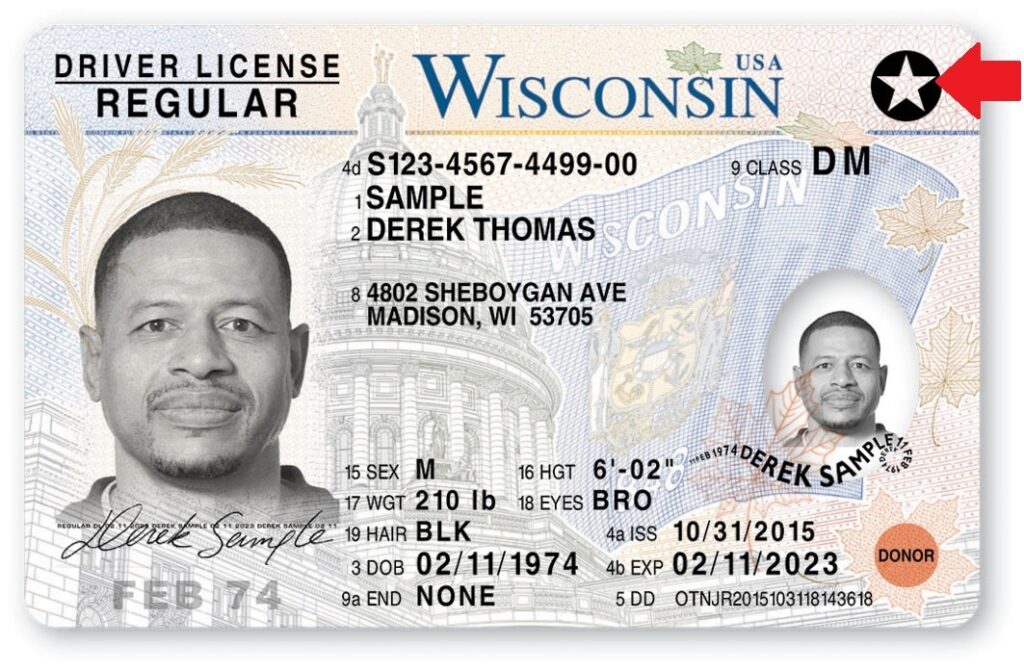 DRIVER LICENSE
REGULAR
WISCONSIN USA
4d S123-4567-4499-00
9 CLASS D M
1 SAMPLE
2 DEREK THOMAS
8 4802 SHEBOYGAN AVE
MADISON, WI 53705
WISCONSIN
15 SEX M 16 HGT 6'-02"
17 WGT 210 lb 18 EYES BRO
19 HAIR BLK 4a ISS 10/31/2015
3 DOB 02/11/1974 4b EXP 02/11/2023
9a END NONE 5 DD OTNJR2015103118143618
11 FEB 1974 DEREK SAMPLE 11 FEB
Derek Sample
FEB 74
DONOR